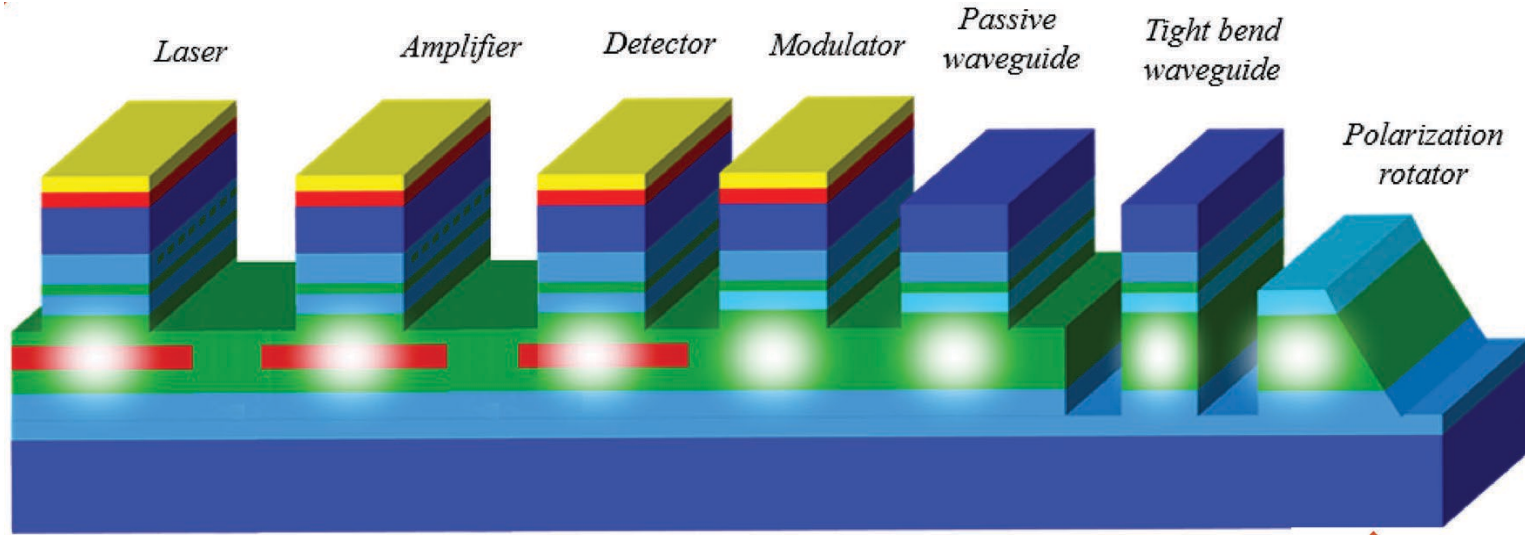 Laser
Amplifier
Detector
Modulator
Passive
waveguide
Tight bend
waveguide
Polarization
rotator